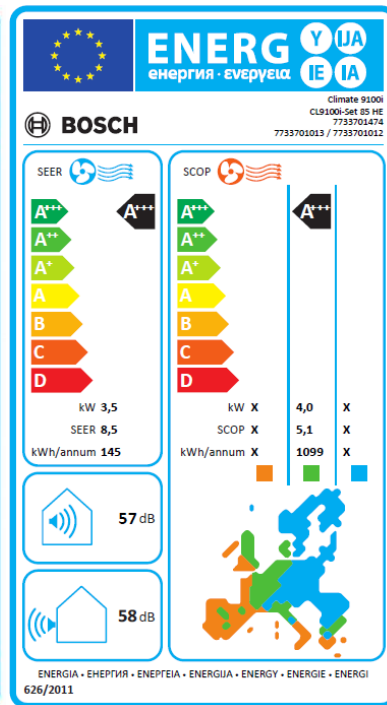 ENERG Y IJA
енергия · ενεργεια IE IA
Climate 9100i
CL9100i-Set 85 HE
7733701474
7733701013 / 7733701012
BOSCH
SEER
A+++ A+++
A++
A+
A
B
C
D
kW 3,5
SEER 8,5
kWh/annum 145
SCOP
A+++ A+++
A++
A+
A
B
C
D
kW X 4,0 X
SCOP X 5,1 X
kWh/annum X 1099 X
57 dB
58 dB
ENERGIA · ЕНЕРГИЯ · ΕΝΕΡΓΕΙΑ · ENERGIJA · ENERGY · ENERGIE · ENERGI
626/2011